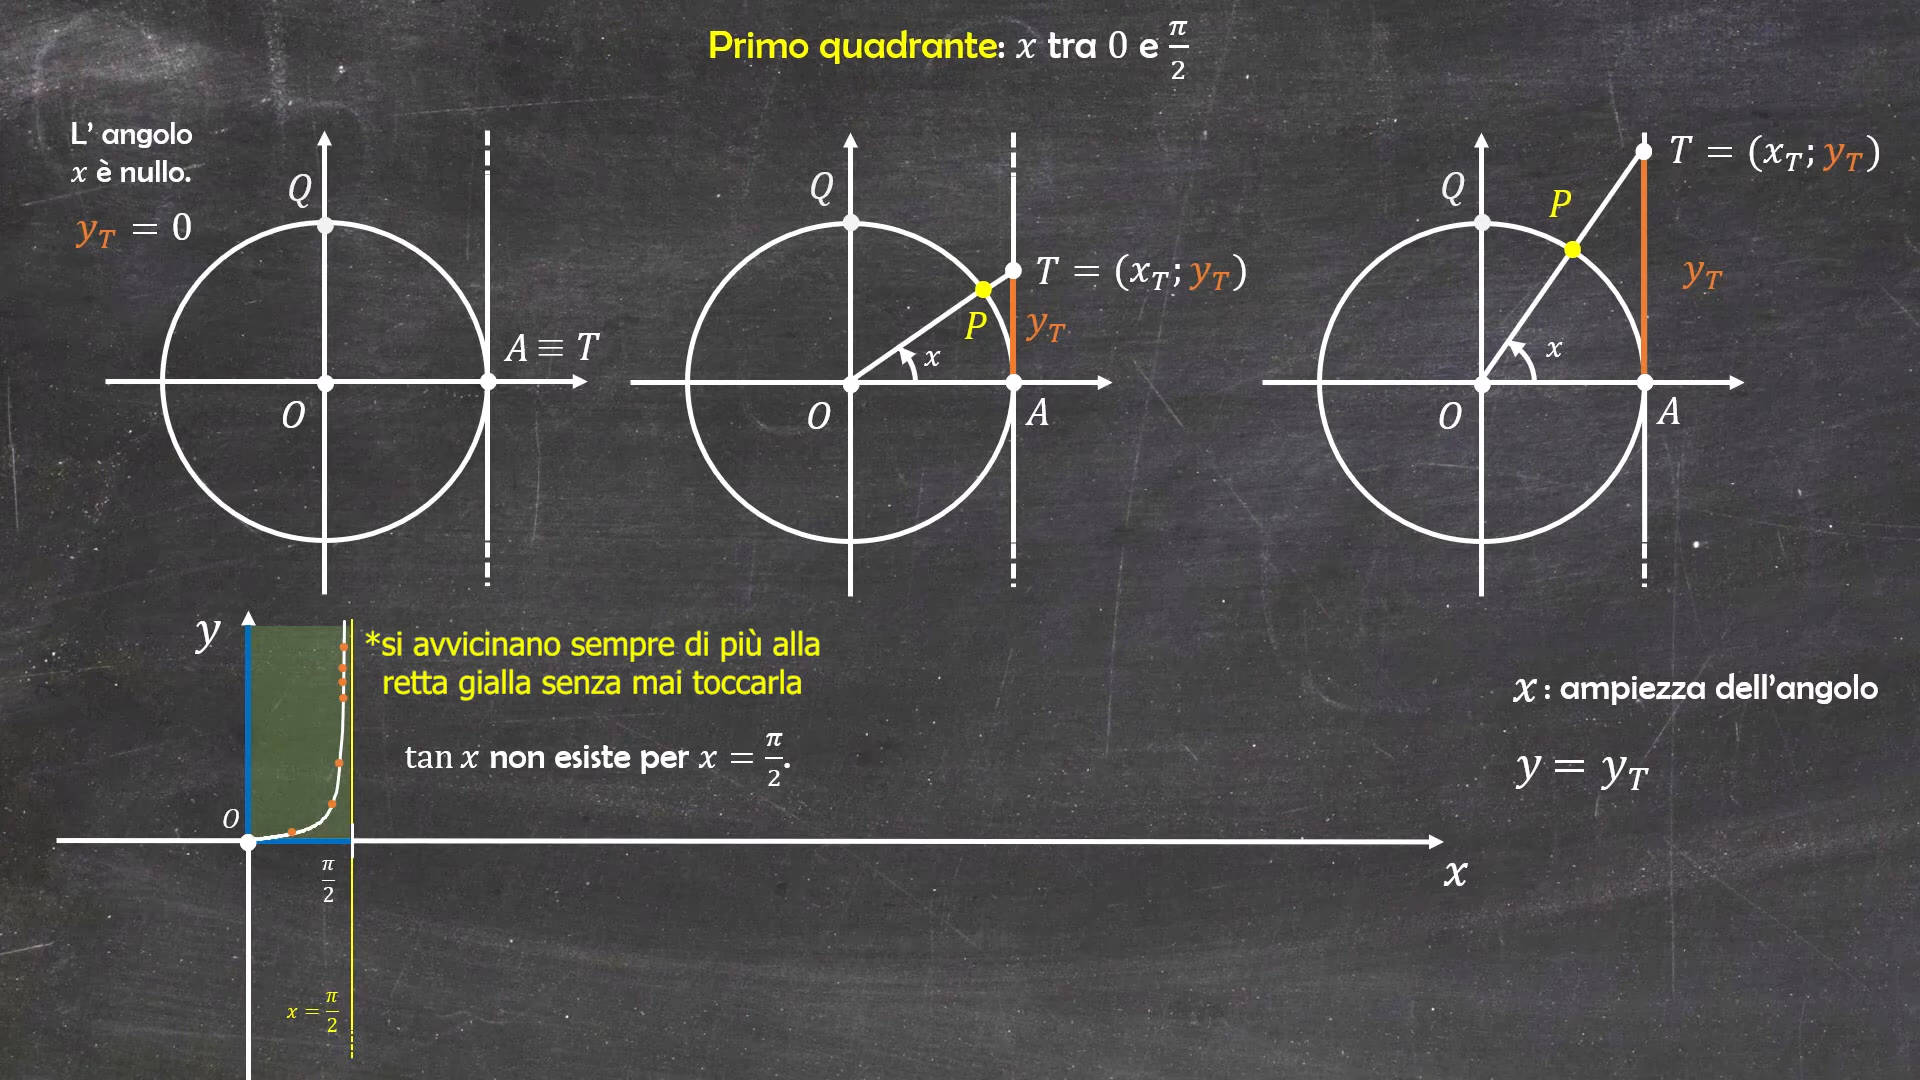 Primo quadrante: x tra 0 e π/2
L' angolo
x è nullo.
y_T = 0
Q
A ≡ T
O
Q
T = (x_T; y_T)
P
y_T
x
O
A
Q
T = (x_T; y_T)
P
y_T
x
O
A
y
*si avvicinano sempre di più alla
retta gialla senza mai toccarla
tan x non esiste per x = π/2.
x : ampiezza dell'angolo
y = y_T
O
π/2
x
x = π/2